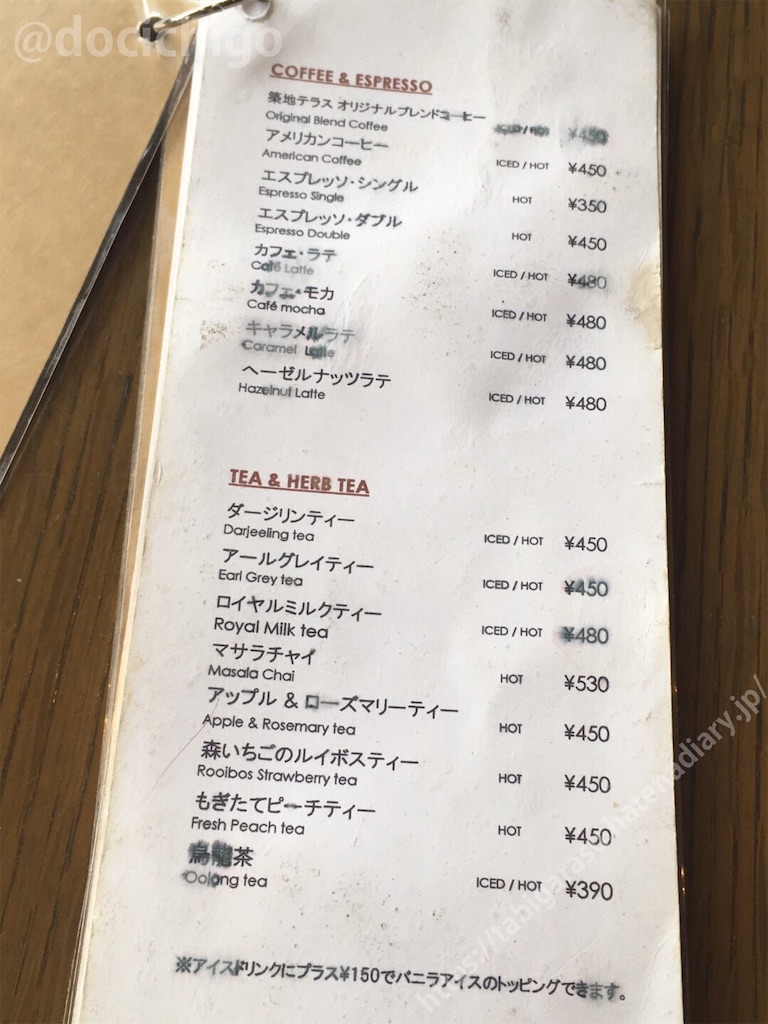 @docichigo
COFFEE & ESPRESSO
築地テラス オリジナルブレンドコーヒー
Original Blend Coffee ICED / HOT ¥450
アメリカンコーヒー
American Coffee ICED / HOT ¥450
エスプレッソ・シングル
Espresso Single HOT ¥350
エスプレッソ・ダブル
Espresso Double HOT ¥450
カフェ・ラテ
Café Latte ICED / HOT ¥480
カフェ・モカ
Café mocha ICED / HOT ¥480
キャラメルラテ
Caramel Latte ICED / HOT ¥480
ヘーゼルナッツラテ
Hazelnut Latte ICED / HOT ¥480
TEA & HERB TEA
ダージリンティー
Darjeeling tea ICED / HOT ¥450
アールグレイティー
Earl Grey tea ICED / HOT ¥450
ロイヤルミルクティー
Royal Milk tea ICED / HOT ¥480
マサラチャイ
Masala Chai HOT ¥530
アップル & ローズマリーティー
Apple & Rosemary tea HOT ¥450
森いちごのルイボスティー
Rooibos Strawberry tea HOT ¥450
もぎたてピーチティー
Fresh Peach tea HOT ¥450
烏龍茶
Oolong tea ICED / HOT ¥390
※アイスドリンクにプラス¥150でバニラアイスのトッピングできます。